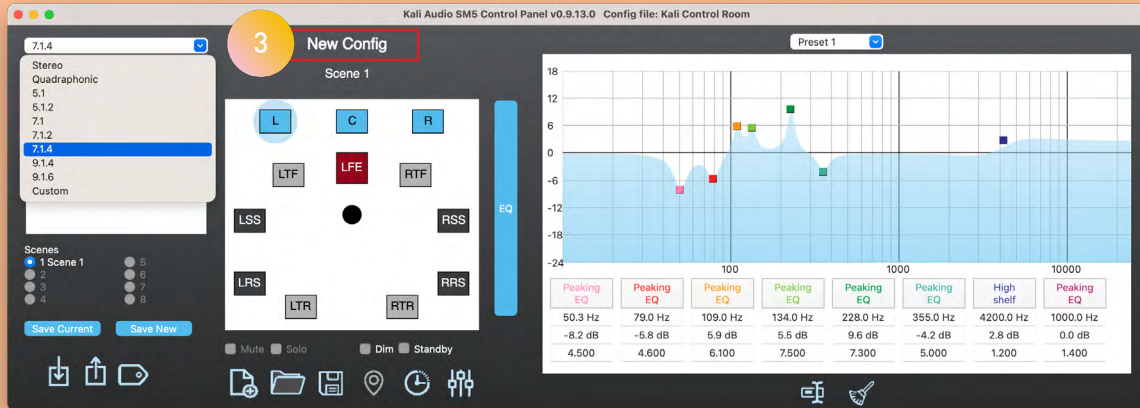 Kali Audio SM5 Control Panel v0.9.13.0 Config file: Kali Control Room
7.1.4
Stereo
Quadraphonic
5.1
5.1.2
7.1
7.1.2
7.1.4
9.1.4
9.1.6
Custom
Scenes
1 Scene 1
2
3
4
5
6
7
8
Save Current
Save New
3
New Config
Scene 1
L
C
R
LTF
LFE
RTF
LSS
RSS
LRS
RRS
LTR
RTR
Mute
Solo
Dim
Standby
EQ
Preset 1
18
12
6
0
-6
-12
-18
-24
100
1000
10000
Peaking Peaking Peaking Peaking Peaking Peaking High Peaking
EQ EQ EQ EQ EQ EQ shelf EQ
50.3 Hz 79.0 Hz 109.0 Hz 134.0 Hz 228.0 Hz 355.0 Hz 4200.0 Hz 1000.0 Hz
-8.2 dB -5.8 dB 5.9 dB 5.5 dB 9.6 dB -4.2 dB 2.8 dB 0.0 dB
4.500 4.600 6.100 7.500 7.300 5.000 1.200 1.400